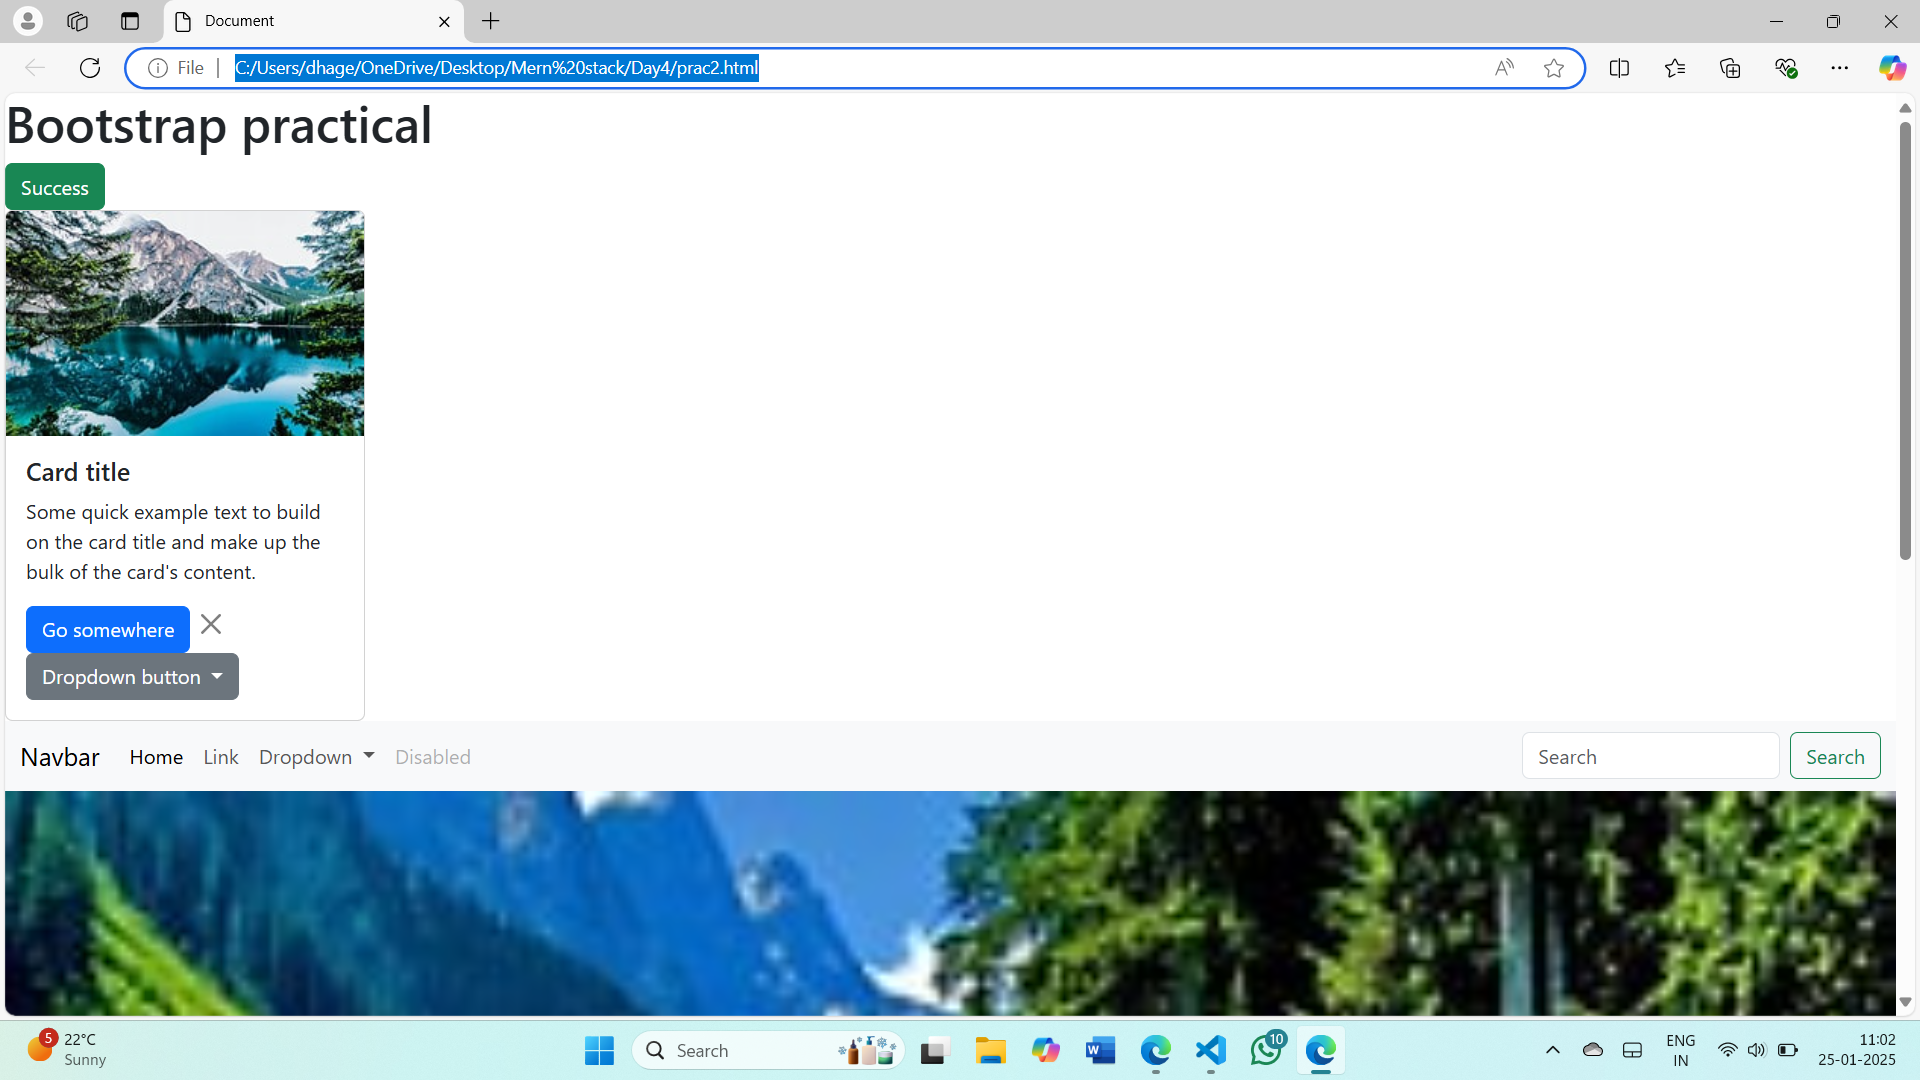 Document
File
C:/Users/dhage/OneDrive/Desktop/Mern%20stack/Day4/prac2.html
Bootstrap practical
Success
Card title
Some quick example text to build
on the card title and make up the
bulk of the card's content.
Go somewhere
Dropdown button
Navbar Home Link Dropdown Disabled Search Search
5
22°C
Sunny
Search
10
ENG
IN
11:02
25-01-2025